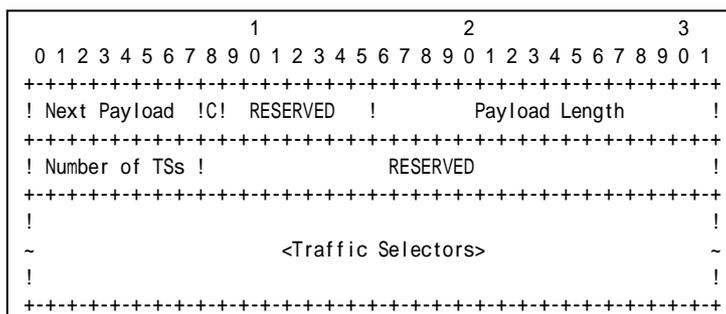 1                   2                   3
 0 1 2 3 4 5 6 7 8 9 0 1 2 3 4 5 6 7 8 9 0 1 2 3 4 5 6 7 8 9 0 1
+-+-+-+-+-+-+-+-+-+-+-+-+-+-+-+-+-+-+-+-+-+-+-+-+-+-+-+-+-+-+-+-+
! Next Payload  !C!  RESERVED   !         Payload Length        !
+-+-+-+-+-+-+-+-+-+-+-+-+-+-+-+-+-+-+-+-+-+-+-+-+-+-+-+-+-+-+-+-+
! Number of TSs !                 RESERVED                      !
+-+-+-+-+-+-+-+-+-+-+-+-+-+-+-+-+-+-+-+-+-+-+-+-+-+-+-+-+-+-+-+-+
!                                                               !
~                       <Traffic Selectors>                     ~
!                                                               !
+-+-+-+-+-+-+-+-+-+-+-+-+-+-+-+-+-+-+-+-+-+-+-+-+-+-+-+-+-+-+-+-+